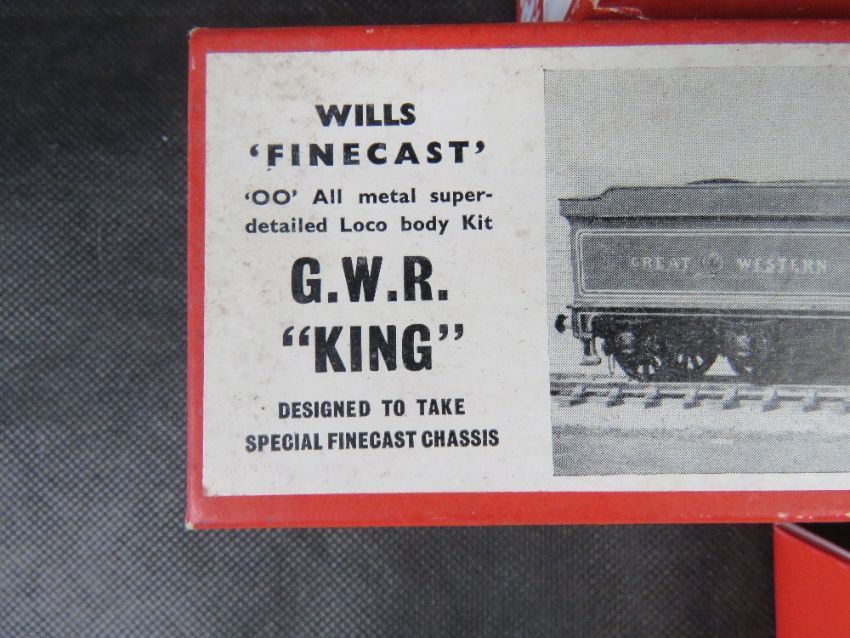 WILLS
‘FINECAST’
‘OO’ All metal super-
detailed Loco body Kit
G.W.R.
“KING”
DESIGNED TO TAKE
SPECIAL FINECAST CHASSIS
GREAT WESTERN